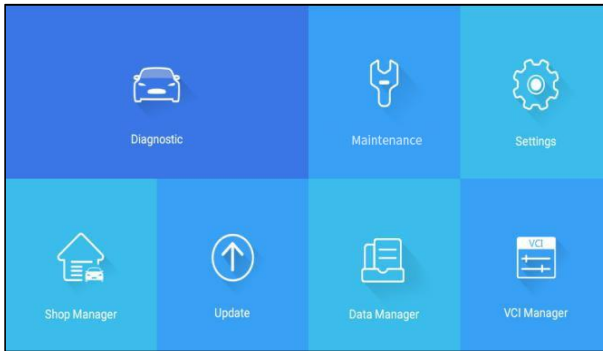 Diagnostic
Maintenance
Settings
Shop Manager
Update
Data Manager
VCI
VCI Manager